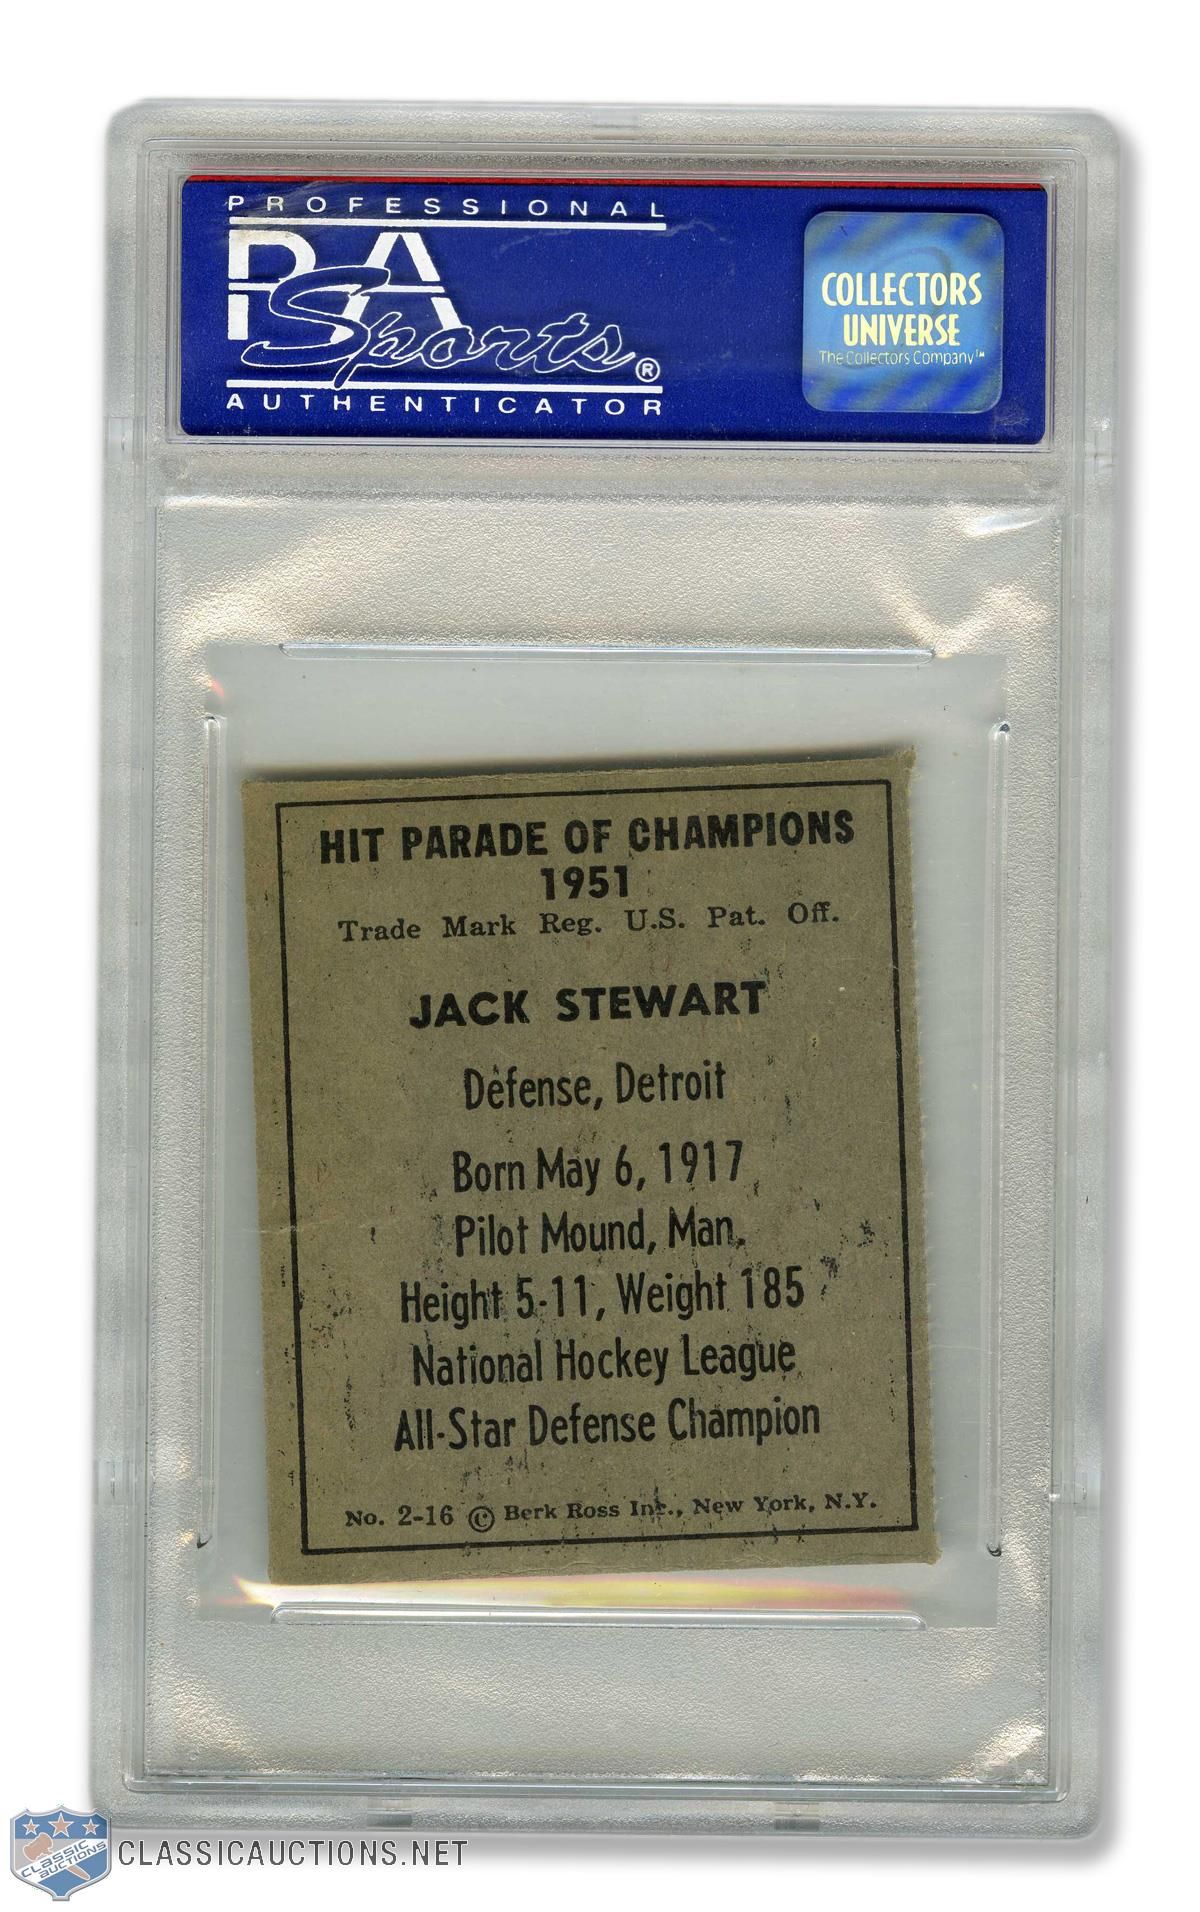 PROFESSIONAL
PSA
Sports®
AUTHENTICATOR
COLLECTORS
UNIVERSE
The Collectors Company™
HIT PARADE OF CHAMPIONS
1951
Trade Mark Reg. U.S. Pat. Off.
JACK STEWART
Defense, Detroit
Born May 6, 1917
Pilot Mound, Man.
Height 5-11, Weight 185
National Hockey League
All-Star Defense Champion
No. 2-16 © Berk Ross Inc., New York, N.Y.
CLASSIC
AUCTIONS
CLASSICAUCTIONS.NET